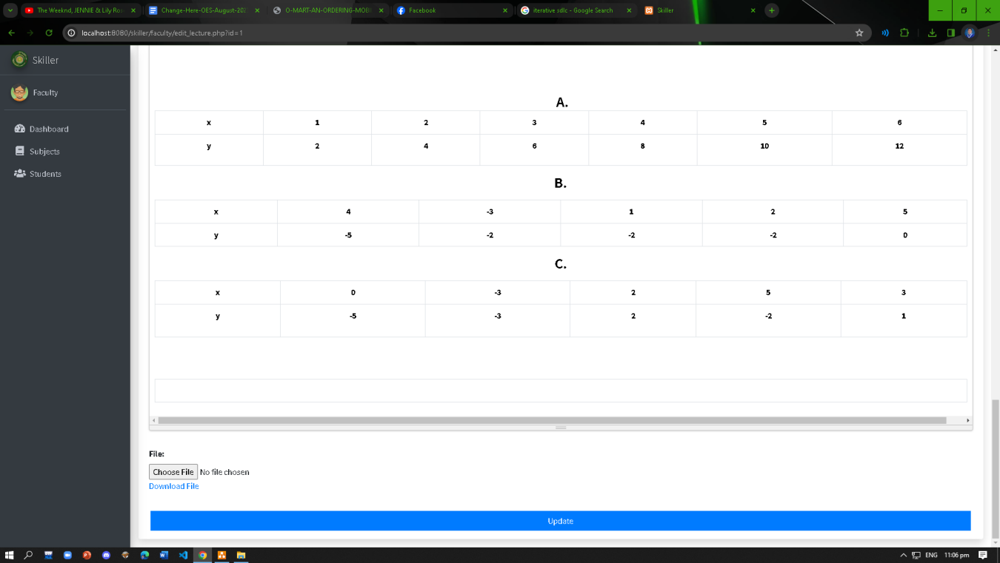 The Weeknd, JENNIE & Lily Ros
Change-Here-OES-August-202
O-MART-AN-ORDERING-MOBI
Facebook
iterative sdlc - Google Search
Skiller
localhost:8080/skiller/faculty/edit_lecture.php?id=1
Skiller
Faculty
Dashboard
Subjects
Students
A.
x 1 2 3 4 5 6
y 2 4 6 8 10 12
B.
x 4 -3 1 2 5
y -5 -2 -2 -2 0
C.
x 0 -3 2 5 3
y -5 -3 2 -2 1
File:
Choose File No file chosen
Download File
Update
ENG 11:06 pm